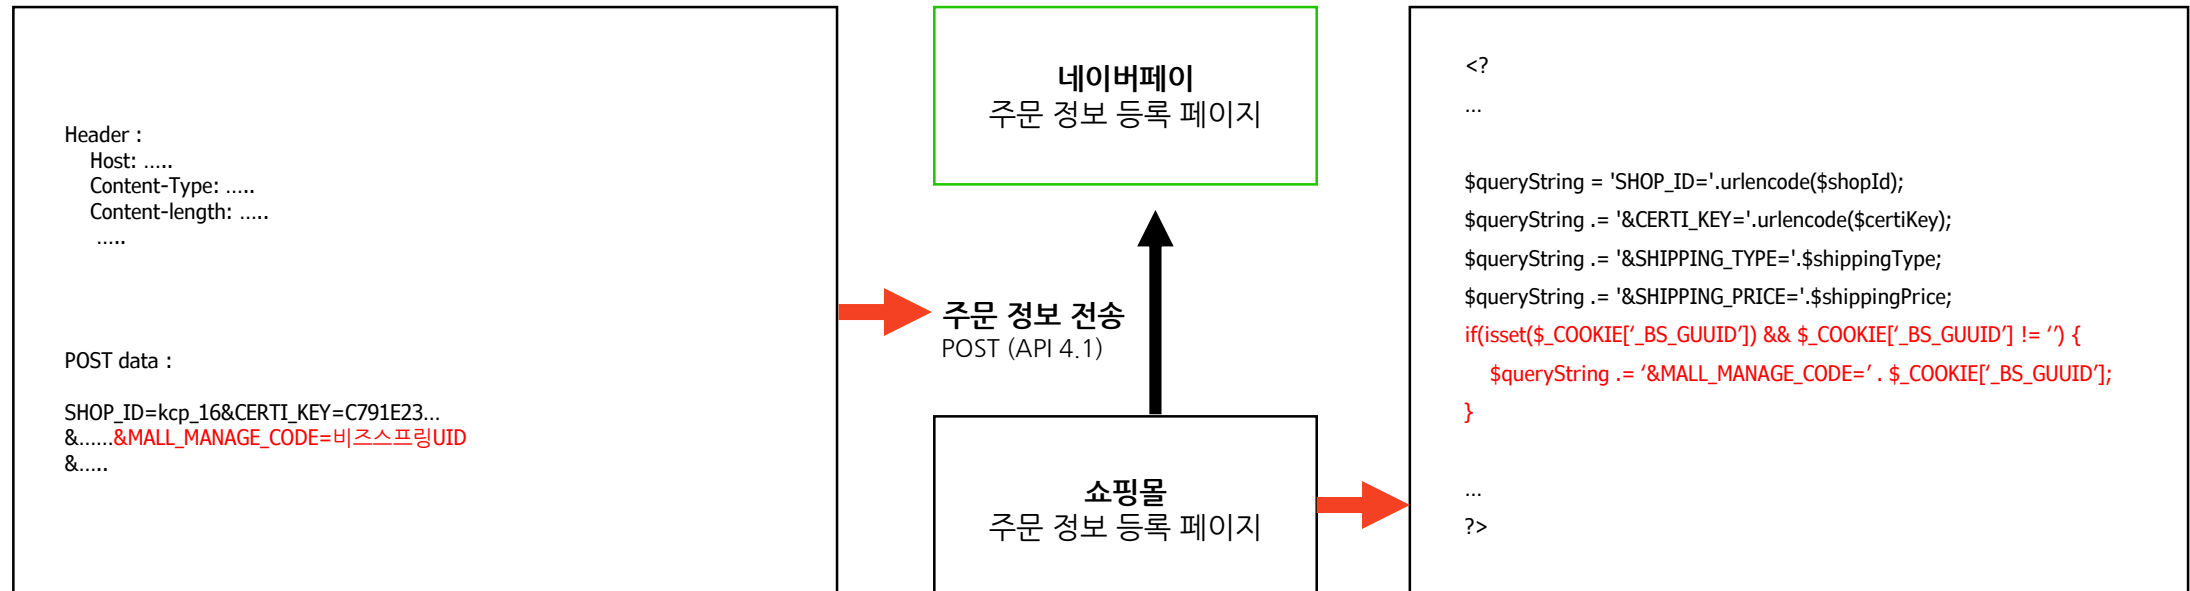 Header :
Host: .....
Content-Type: .....
Content-length: .....
.....
POST data :
SHOP_ID=kcp_16&CERTI_KEY=C791E23...
&......&MALL_MANAGE_CODE=비즈스프링UID
&.....
네이버페이
주문 정보 등록 페이지
주문 정보 전송
POST (API 4.1)
쇼핑몰
주문 정보 등록 페이지
<?
...
$queryString = 'SHOP_ID='.urlencode($shopId);
$queryString .= '&CERTI_KEY='.urlencode($certiKey);
$queryString .= '&SHIPPING_TYPE='.$shippingType;
$queryString .= '&SHIPPING_PRICE='.$shippingPrice;
if(isset($_COOKIE[‘_BS_GUUID’]) && $_COOKIE[‘_BS_GUUID’] != ‘’) {
$queryString .= ‘&MALL_MANAGE_CODE=’ . $_COOKIE[‘_BS_GUUID’];
}
...
?>